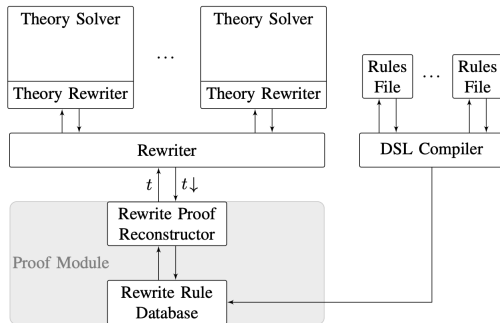 Theory Solver
Theory Solver
...
Theory Rewriter
Theory Rewriter
Rules
File
...
Rules
File
Rewriter
DSL Compiler
t
t↓
Rewrite Proof
Reconstructor
Proof Module
Rewrite Rule
Database